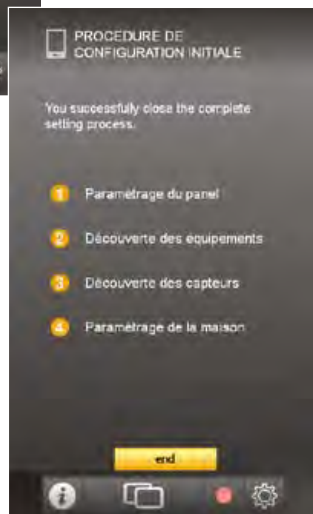 PROCEDURE DE
CONFIGURATION INITIALE
You successfully close the complete
setting process.
1 Paramétrage du panel
2 Découverte des équipements
3 Découverte des capteurs
4 Paramétrage de la maison
end
i